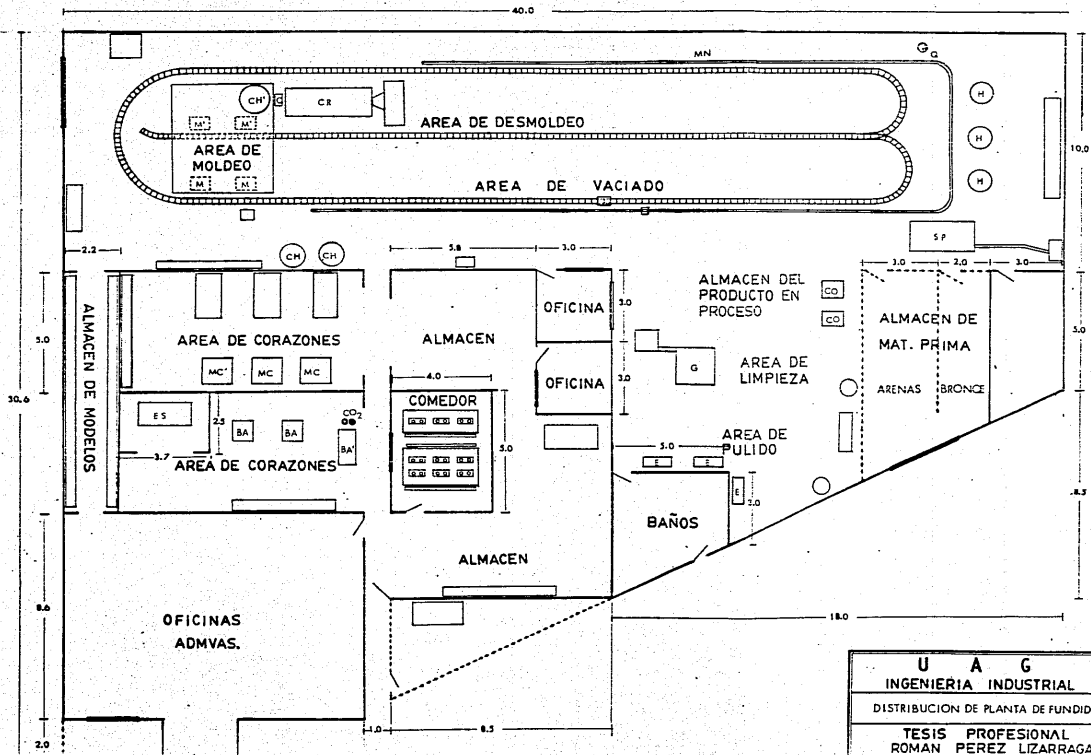 40.0
MN
G
Q
CH'
C
CR
H
M'
M'
AREA DE DESMOLDEO
AREA DE
MOLDEO
H
10.0
M
M
AREA DE VACIADO
H
SP
2.2
5.8
3.0
3.0
2.0
3.0
CH
CH
ALMACEN DEL
PRODUCTO EN
PROCESO
CO
CO
OFICINA
3.0
ALMACEN DE
MAT. PRIMA
5.0
5.0
ALMACEN DE MODELOS
AREA DE CORAZONES
ALMACEN
MC'
MC
MC
AREA DE
LIMPIEZA
G
OFICINA
3.0
ARENAS
BRONCE
4.0
COMEDOR
30.6
ES
2.5
BA
BA
CO2
BA'
3.7
AREA DE CORAZONES
5.0
AREA DE
PULIDO
5.0
E
E
E
3.0
8.5
BAÑOS
ALMACEN
8.6
OFICINAS
ADMVAS.
18.0
1.0
8.5
2.0
U A G
INGENIERIA INDUSTRIAL
DISTRIBUCION DE PLANTA DE FUNDID
TESIS PROFESIONAL
ROMAN PEREZ LIZARRAGA